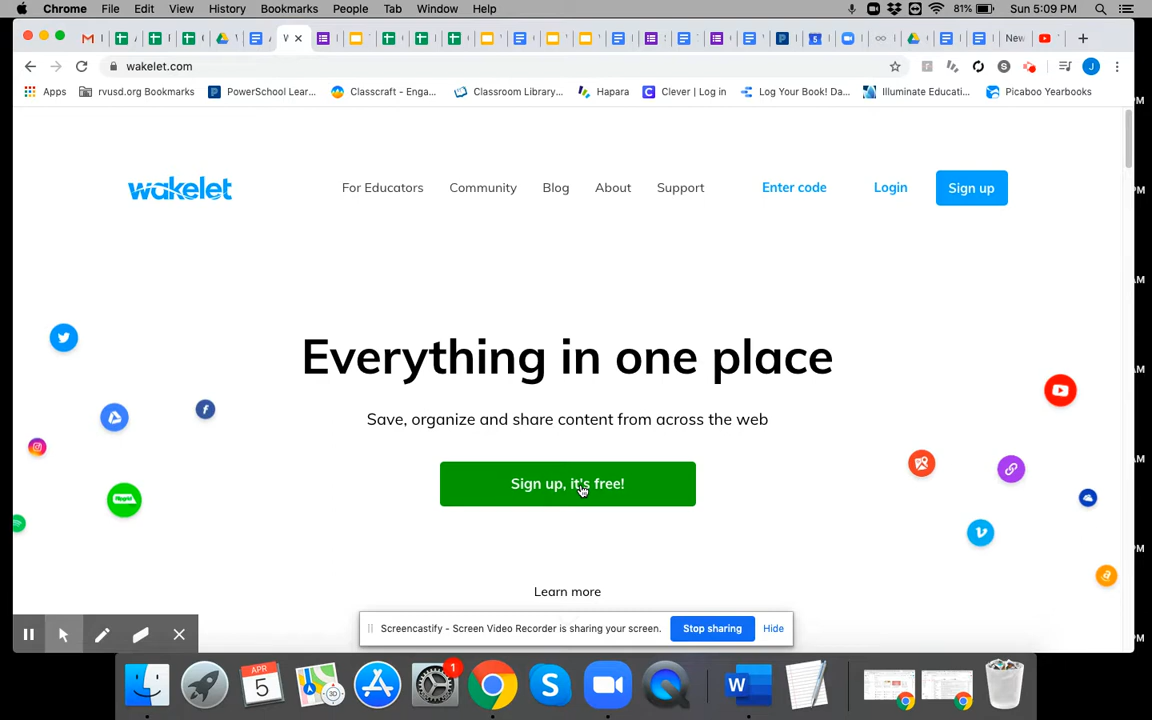 Chrome File Edit View History Bookmarks People Tab Window Help 81% Sun 5:09 PM
New
wakelet.com
Apps rvusd.org Bookmarks PowerSchool Lear... Classcraft - Enga... Classroom Library... Hapara Clever | Log in Log Your Book! Da... Illuminate Educati... Picaboo Yearbooks
wakelet For Educators Community Blog About Support Enter code Login Sign up
Everything in one place
Save, organize and share content from across the web
Sign up, it's free!
Learn more
Screencastify - Screen Video Recorder is sharing your screen. Stop sharing Hide
APR
5
3D
1